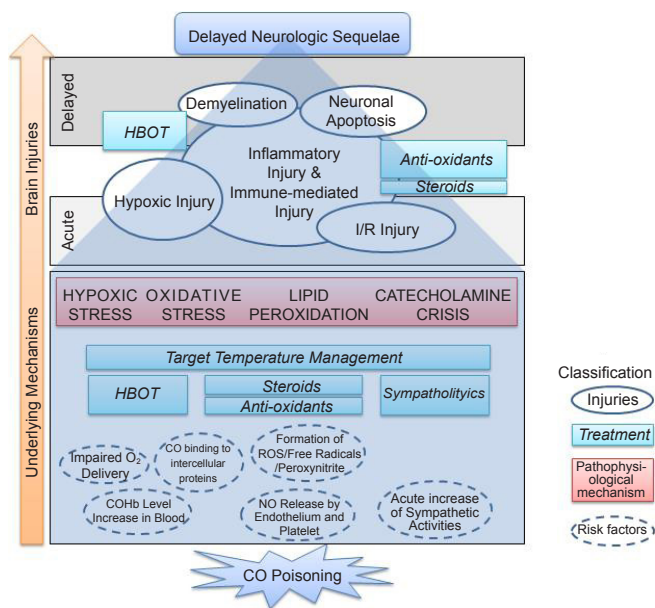 Delayed Neurologic Sequelae
Brain Injuries
Underlying Mechanisms
Delayed
Acute
Demyelination
Neuronal
Apoptosis
HBOT
Inflammatory
Injury &
Immune-mediated
Injury
Anti-oxidants
Steroids
Hypoxic Injury
I/R Injury
HYPOXIC
STRESS
OXIDATIVE
STRESS
LIPID
PEROXIDATION
CATECHOLAMINE
CRISIS
Target Temperature Management
HBOT
Steroids
Anti-oxidants
Sympatholityics
Impaired O₂
Delivery
CO binding to
intercellular
proteins
Formation of
ROS/Free Radicals
/Peroxynitrite
COHb Level
Increase in Blood
NO Release by
Endothelium and
Platelet
Acute increase
of Sympathetic
Activities
CO Poisoning
Classification
Injuries
Treatment
Pathophys-
iological
mechanism
Risk factors